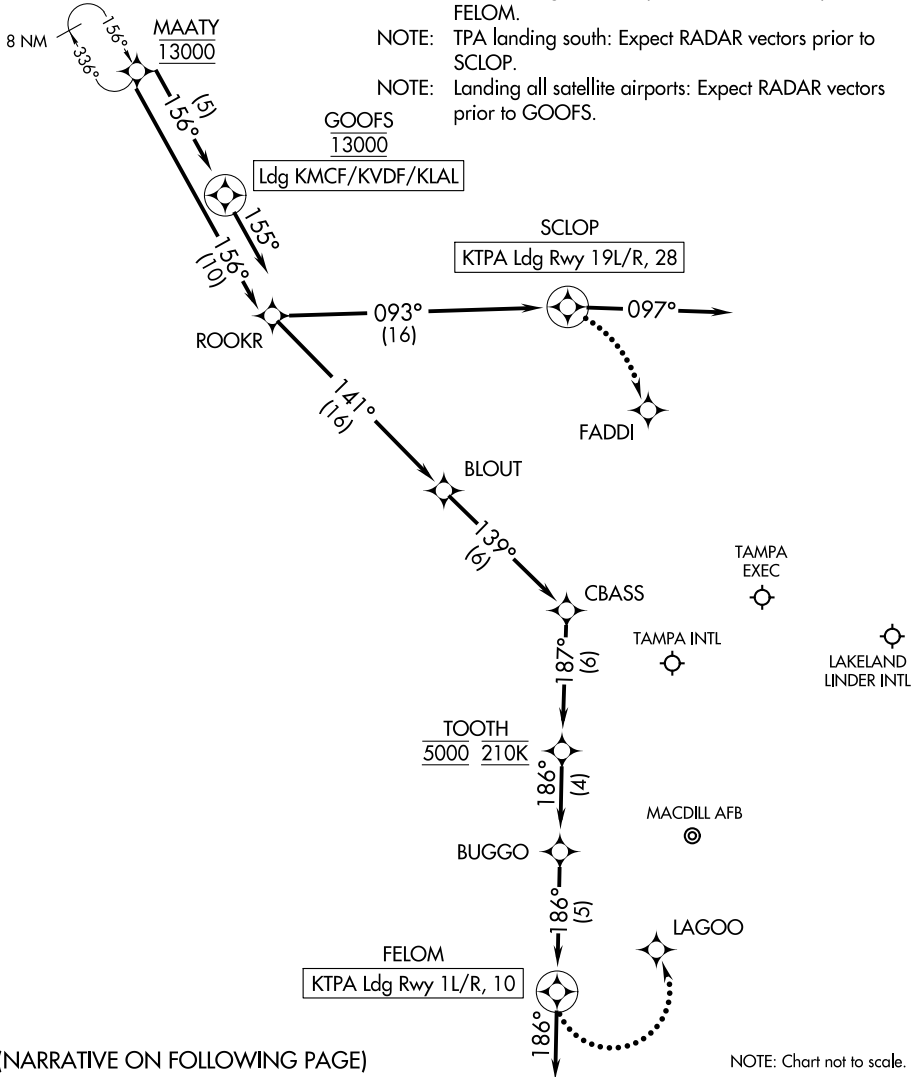 FELOM.
NOTE: TPA landing south: Expect RADAR vectors prior to
SCLOP.
NOTE: Landing all satellite airports: Expect RADAR vectors
prior to GOOFS.
8 NM
156°
336°
MAATY
13000
156°
(5)
GOOFS
13000
Ldg KMCF/KVDF/KLAL
155°
156°
(10)
SCLOP
KTPA Ldg Rwy 19L/R, 28
ROOKR
093°
(16)
097°
141°
(16)
FADDI
BLOUT
139°
(6)
CBASS
TAMPA
EXEC
TAMPA INTL
LAKELAND
LINDER INTL
187°
(6)
TOOTH
5000 210K
186°
(4)
MACDILL AFB
BUGGO
186°
(5)
LAGOO
FELOM
KTPA Ldg Rwy 1L/R, 10
186°
(NARRATIVE ON FOLLOWING PAGE)
NOTE: Chart not to scale.